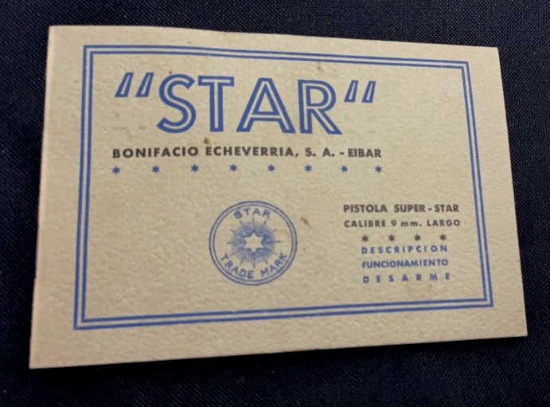 "STAR"
BONIFACIO ECHEVERRIA, S. A. - EIBAR
* * * * * * * *
STAR
TRADE MARK
PISTOLA SUPER - STAR
CALIBRE 9 mm. LARGO
* * * *
DESCRIPCION
FUNCIONAMIENTO
DESARME